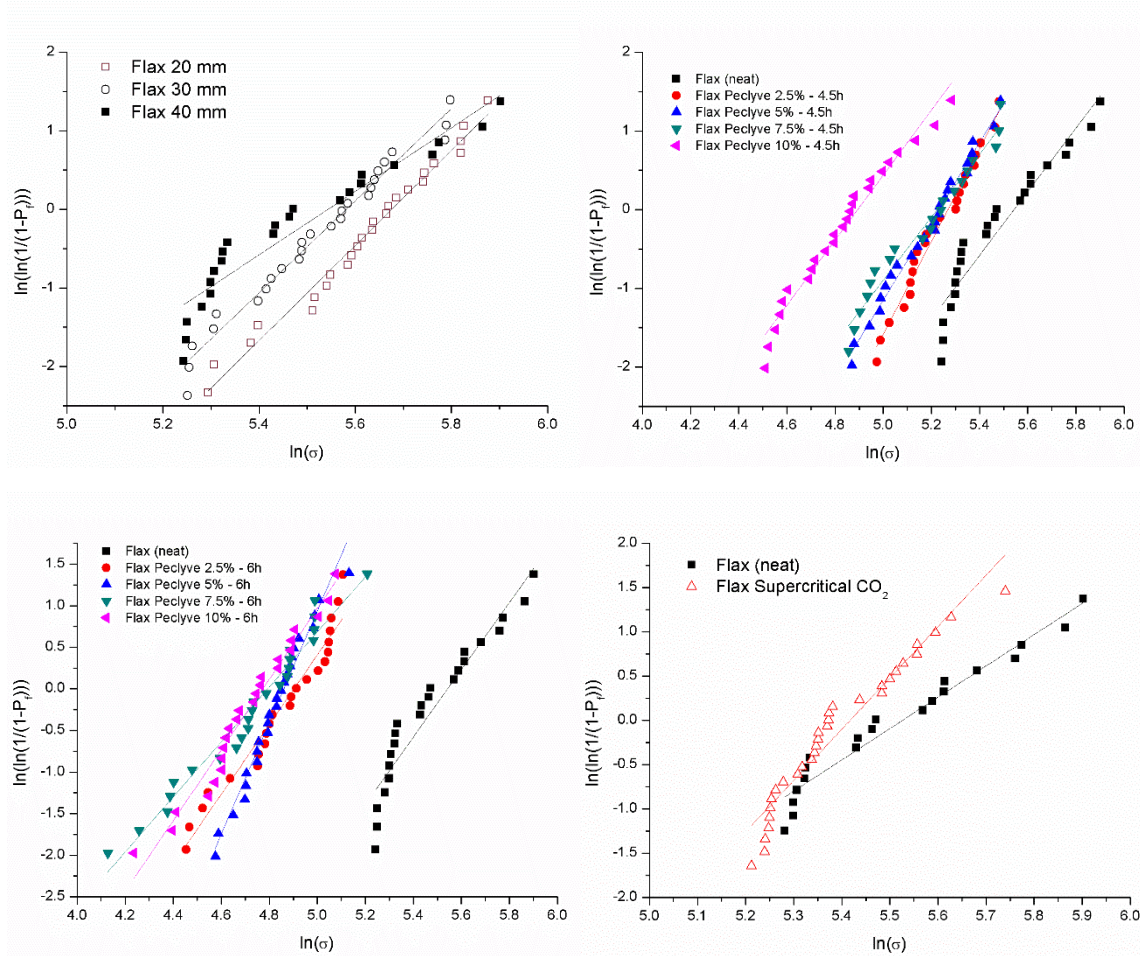 Flax 20 mm
Flax 30 mm
Flax 40 mm
ln(ln(1/(1-Pf)))
2
1
0
-1
-2
5.0 5.2 5.4 5.6 5.8 6.0
ln(σ)
Flax (neat)
Flax Peclyve 2.5% - 4.5h
Flax Peclyve 5% - 4.5h
Flax Peclyve 7.5% - 4.5h
Flax Peclyve 10% - 4.5h
ln(ln(1/(1-Pf)))
2
1
0
-1
-2
4.0 4.2 4.4 4.6 4.8 5.0 5.2 5.4 5.6 5.8 6.0
ln(σ)
Flax (neat)
Flax Peclyve 2.5% - 6h
Flax Peclyve 5% - 6h
Flax Peclyve 7.5% - 6h
Flax Peclyve 10% - 6h
ln(ln(1/(1-Pf)))
1.5
1.0
0.5
0.0
-0.5
-1.0
-1.5
-2.0
-2.5
4.0 4.2 4.4 4.6 4.8 5.0 5.2 5.4 5.6 5.8 6.0
ln(σ)
Flax (neat)
Flax Supercritical CO2
ln(ln(1/(1-Pf)))
2.0
1.5
1.0
0.5
0.0
-0.5
-1.0
-1.5
-2.0
5.0 5.1 5.2 5.3 5.4 5.5 5.6 5.7 5.8 5.9 6.0
ln(σ)